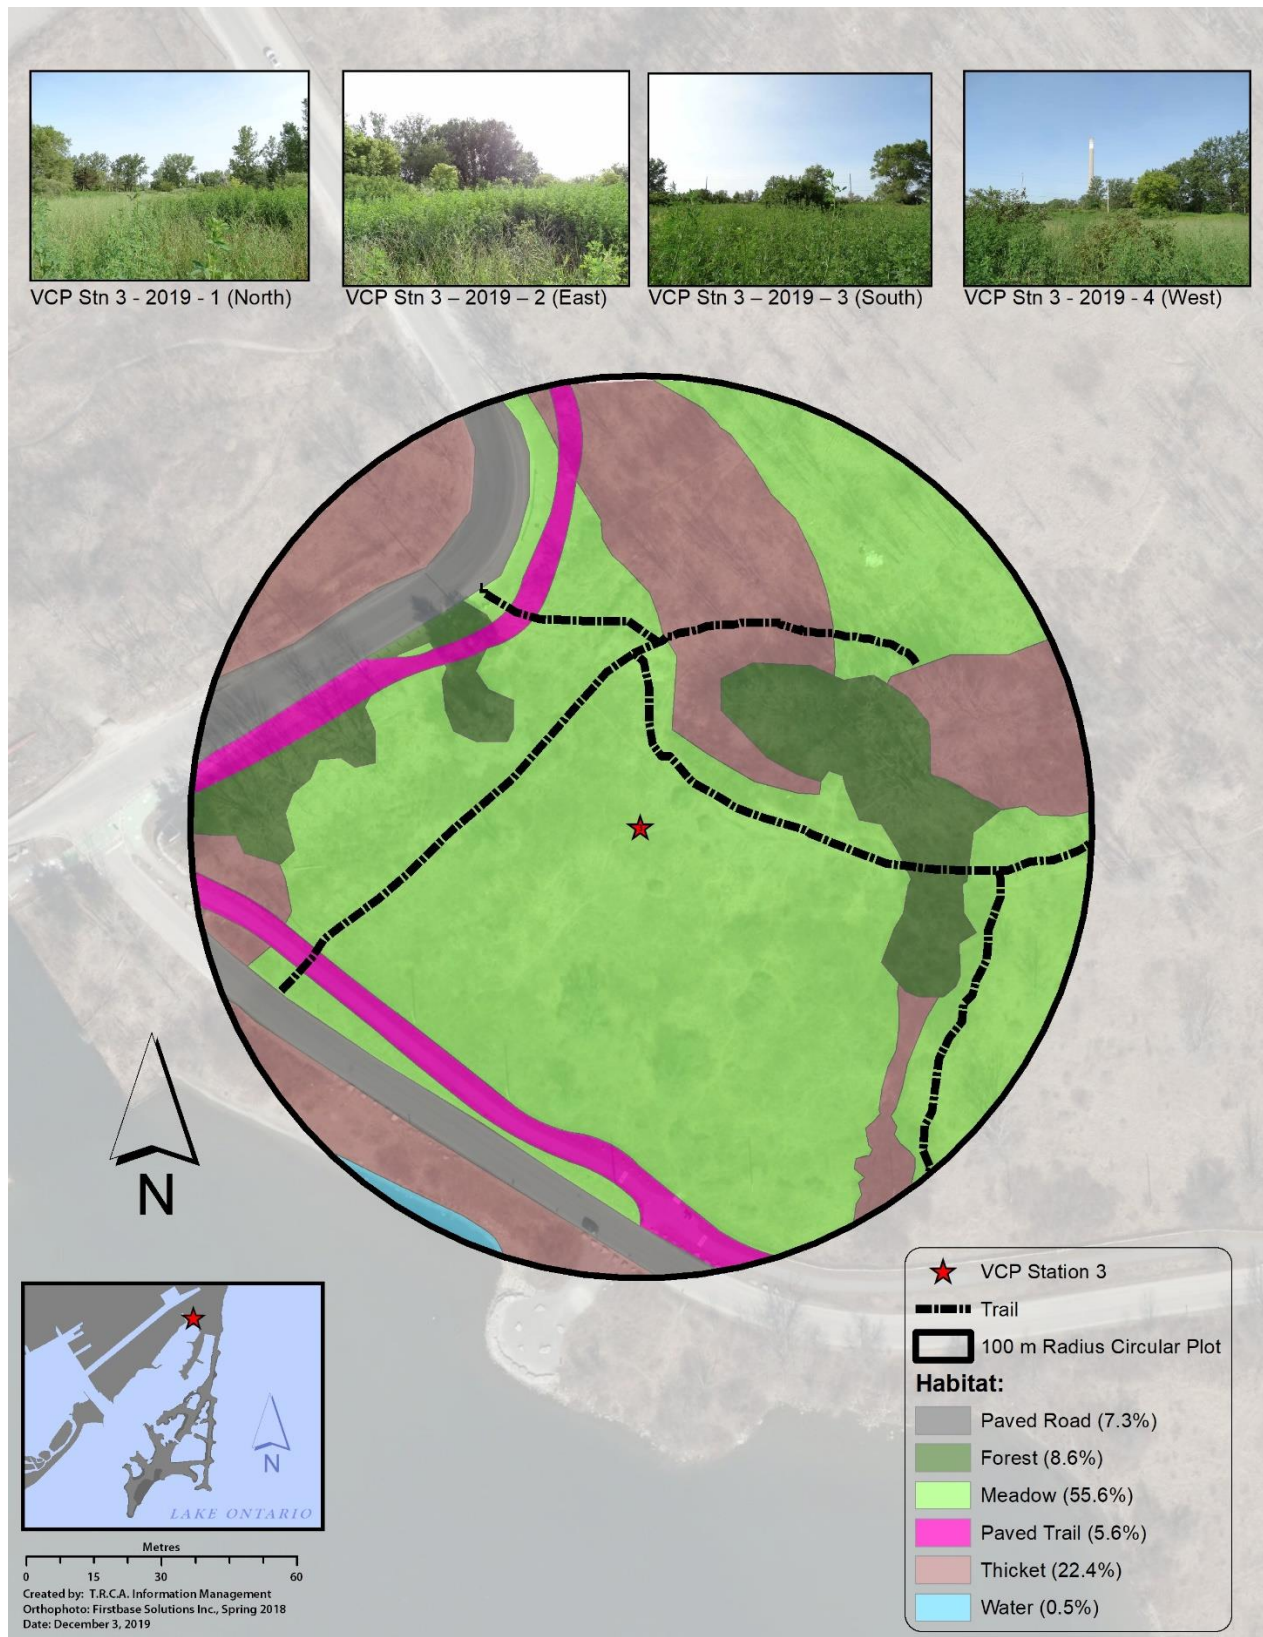 VCP Stn 3 - 2019 - 1 (North)
VCP Stn 3 – 2019 – 2 (East)
VCP Stn 3 – 2019 – 3 (South)
VCP Stn 3 - 2019 - 4 (West)
N
VCP Station 3
Trail
100 m Radius Circular Plot
Habitat:
Paved Road (7.3%)
Forest (8.6%)
Meadow (55.6%)
Paved Trail (5.6%)
Thicket (22.4%)
Water (0.5%)
N
LAKE ONTARIO
Metres
0 15 30 60
Created by: T.R.C.A. Information Management
Orthophoto: Firstbase Solutions Inc., Spring 2018
Date: December 3, 2019